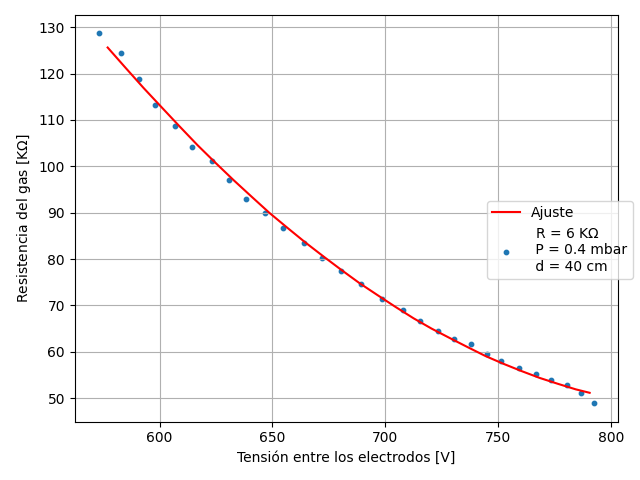 130
120
110
100
90
80
70
60
50
Resistencia del gas [KΩ]
Ajuste
R = 6 KΩ
P = 0.4 mbar
d = 40 cm
600
650
700
750
800
Tensión entre los electrodos [V]